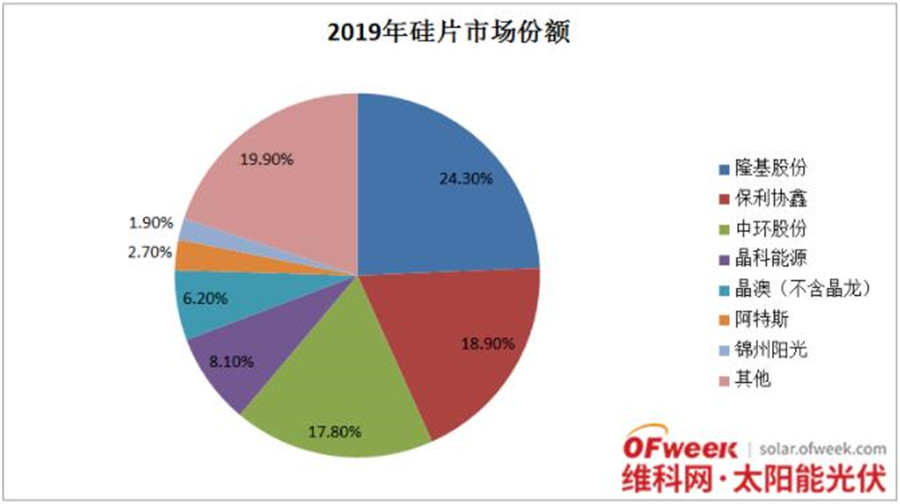 2019年硅片市场份额
19.90%
24.30%
1.90%
2.70%
6.20%
8.10%
18.90%
17.80%
隆基股份
保利协鑫
中环股份
晶科能源
晶澳（不含晶龙）
阿特斯
锦州阳光
其他
OFweek solar.ofweek.com
维科网·太阳能光伏